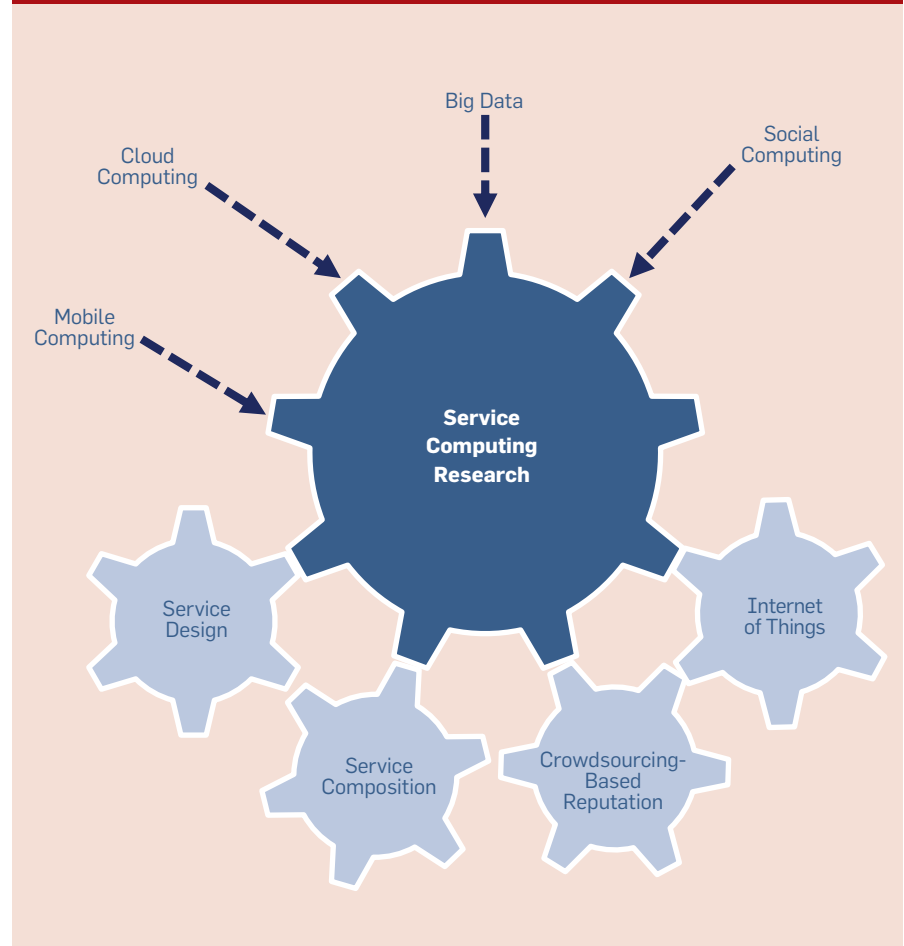 Big Data
Social
Computing
Cloud
Computing
Mobile
Computing
Service
Computing
Research
Service
Design
Internet
of Things
Service
Composition
Crowdsourcing-
Based
Reputation